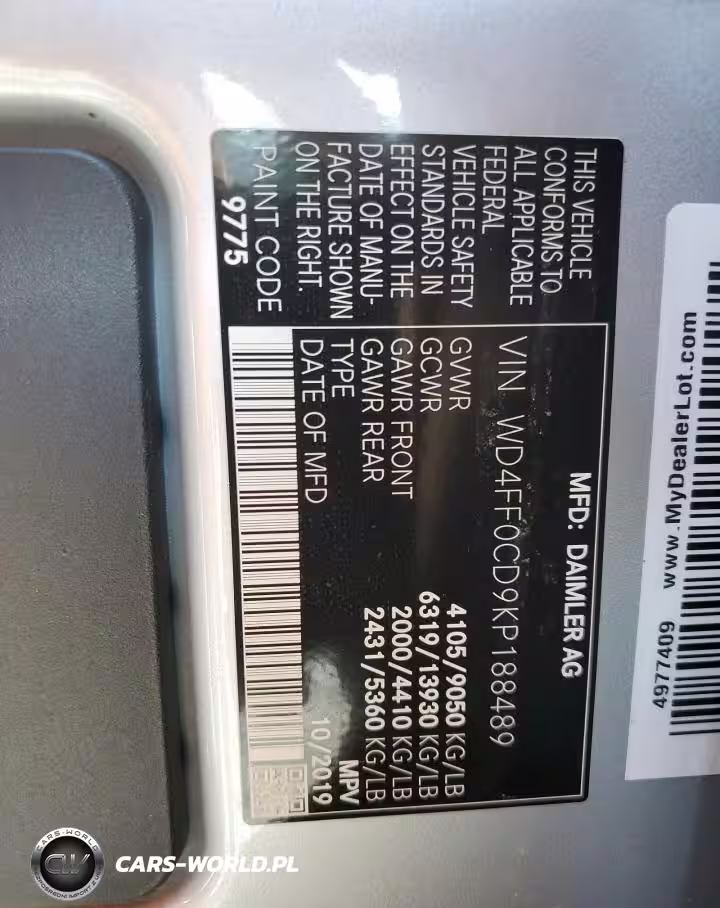 THIS VEHICLE
CONFORMS TO
ALL APPLICABLE
FEDERAL
VEHICLE SAFETY
STANDARDS IN
EFFECT ON THE
DATE OF MANU-
FACTURE SHOWN
ON THE RIGHT.
PAINT CODE
9775
MFD: DAIMLER AG
VIN WD4FF0CD9KP188489
GVWR 4105/9050 KG/LB
GCWR 6319/13930 KG/LB
GAWR FRONT 2000/4410 KG/LB
GAWR REAR 2431/5360 KG/LB
TYPE MPV
DATE OF MFD 10/2019
www.MyDealerLot.com
4977409
CARS-WORLD
CW
CARS-WORLD.PL